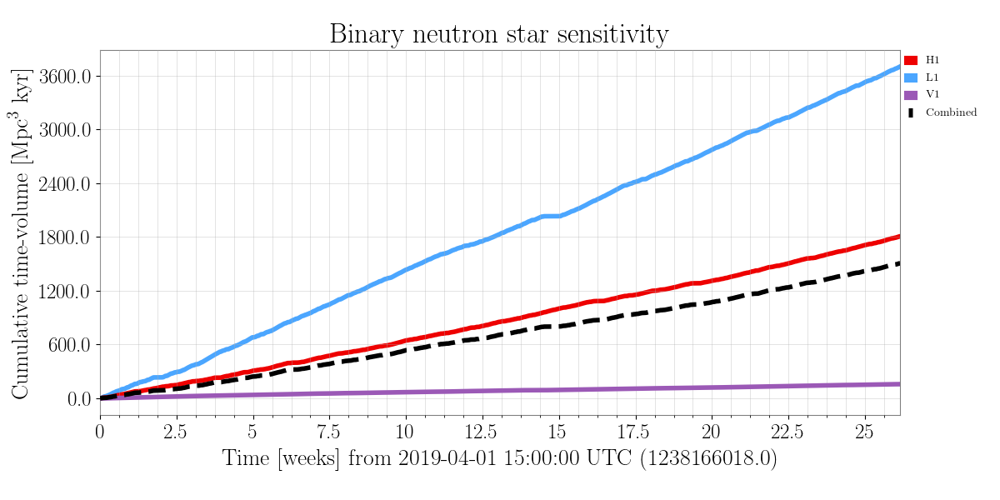 Binary neutron star sensitivity
Cumulative time-volume [Mpc³ kyr]
3600.0
3000.0
2400.0
1800.0
1200.0
600.0
0.0
0 2.5 5 7.5 10 12.5 15 17.5 20 22.5 25
Time [weeks] from 2019-04-01 15:00:00 UTC (1238166018.0)
H1
L1
V1
Combined